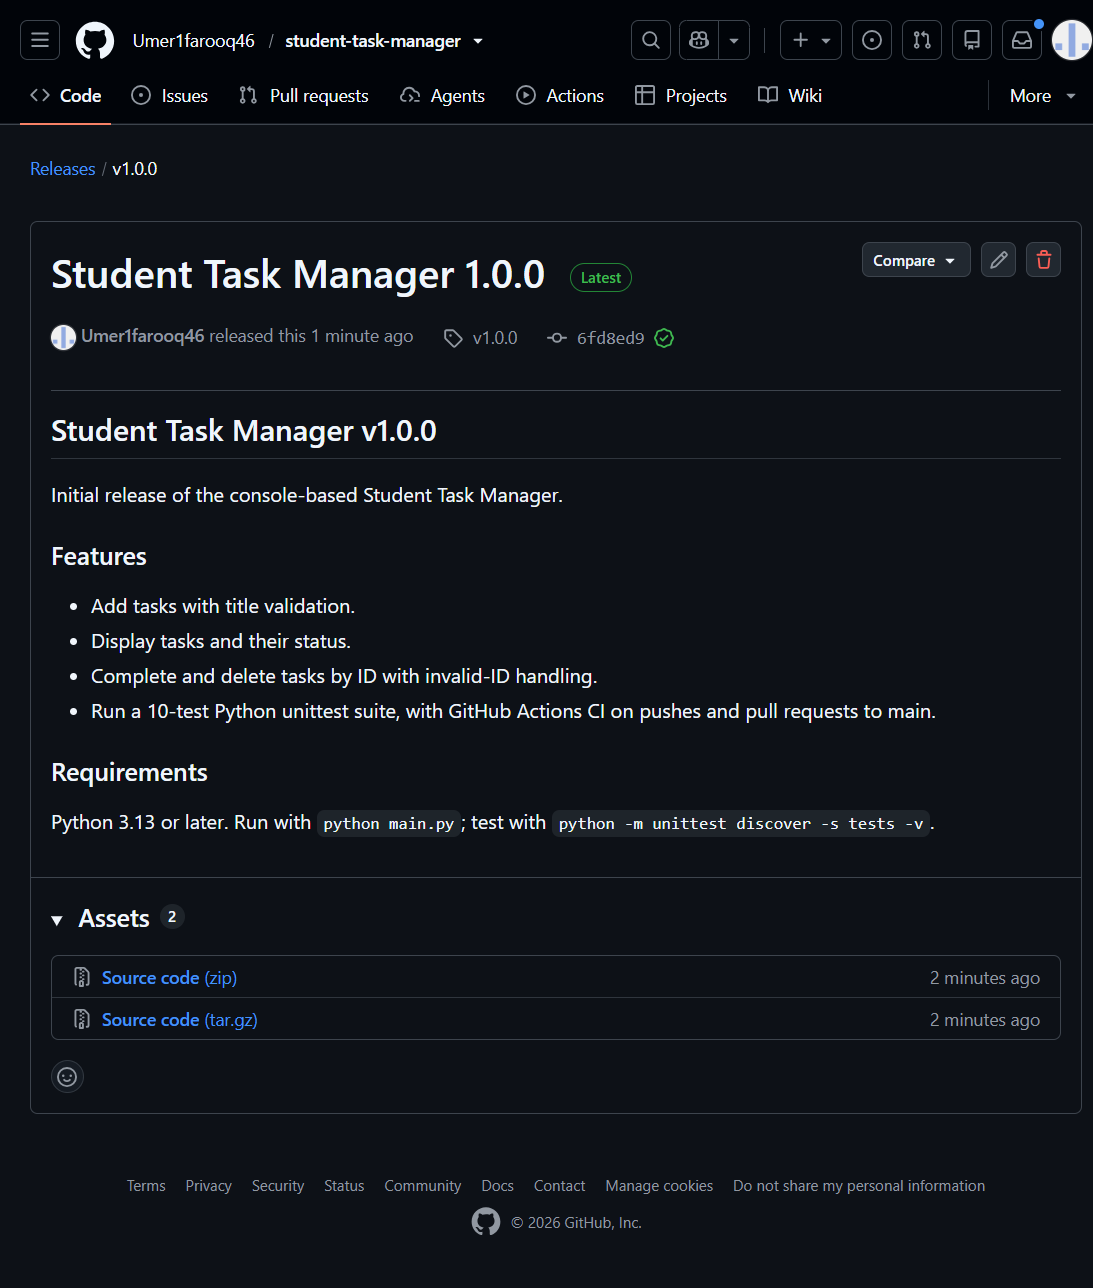 Umer1farooq46 / student-task-manager
Code Issues Pull requests Agents Actions Projects Wiki More
Releases / v1.0.0
Student Task Manager 1.0.0 Latest Compare
Umer1farooq46 released this 1 minute ago v1.0.0 6fd8ed9
Student Task Manager v1.0.0
Initial release of the console-based Student Task Manager.
Features
• Add tasks with title validation.
• Display tasks and their status.
• Complete and delete tasks by ID with invalid-ID handling.
• Run a 10-test Python unittest suite, with GitHub Actions CI on pushes and pull requests to main.
Requirements
Python 3.13 or later. Run with python main.py; test with python -m unittest discover -s tests -v.
Assets 2
Source code (zip) 2 minutes ago
Source code (tar.gz) 2 minutes ago
Terms Privacy Security Status Community Docs Contact Manage cookies Do not share my personal information
© 2026 GitHub, Inc.